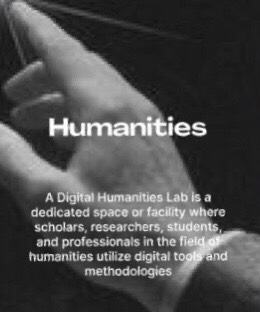 Humanities
A Digital Humanities Lab is a
dedicated space or facility where
scholars, researchers, students,
and professionals in the field of
humanities utilize digital tools and
methodologies